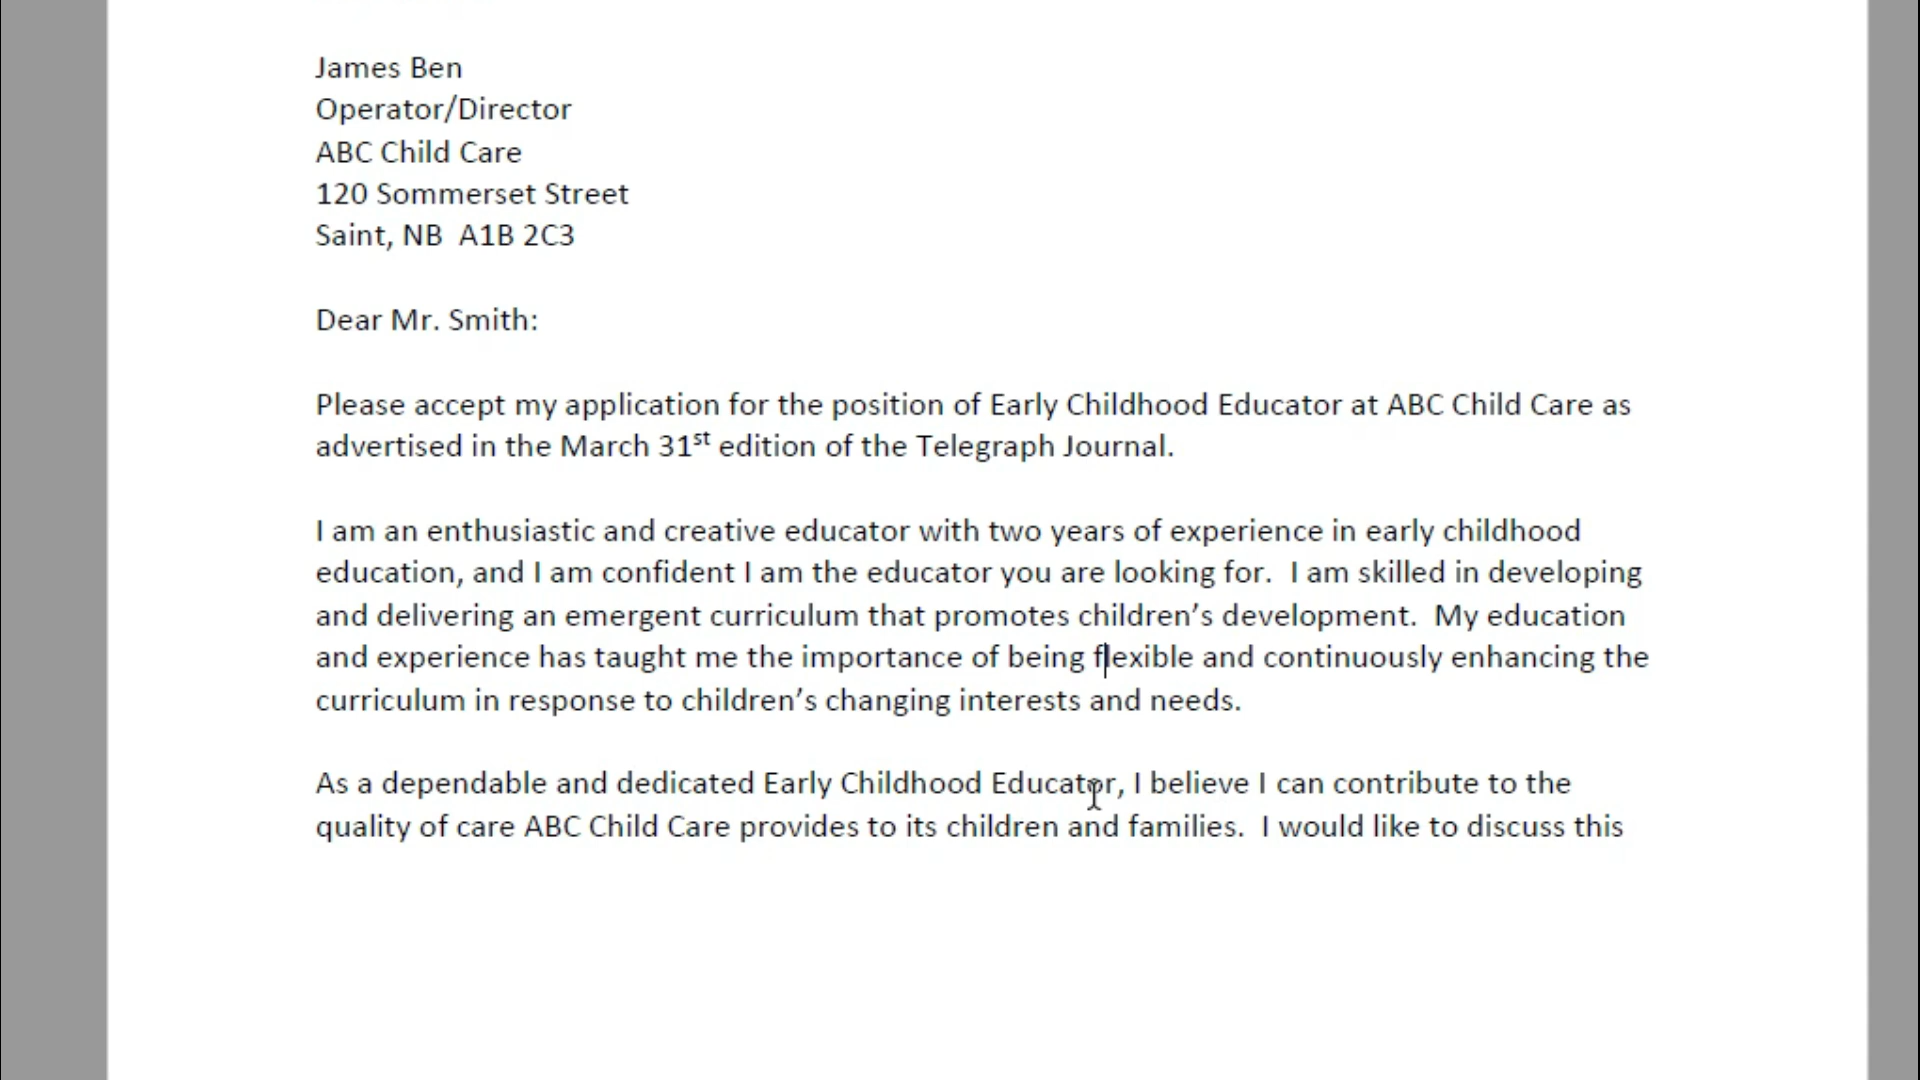 James Ben
Operator/Director
ABC Child Care
120 Sommerset Street
Saint, NB  A1B 2C3
Dear Mr. Smith:
Please accept my application for the position of Early Childhood Educator at ABC Child Care as
advertised in the March 31st edition of the Telegraph Journal.
I am an enthusiastic and creative educator with two years of experience in early childhood
education, and I am confident I am the educator you are looking for.  I am skilled in developing
and delivering an emergent curriculum that promotes children’s development.  My education
and experience has taught me the importance of being flexible and continuously enhancing the
curriculum in response to children’s changing interests and needs.
As a dependable and dedicated Early Childhood Educator, I believe I can contribute to the
quality of care ABC Child Care provides to its children and families.  I would like to discuss this